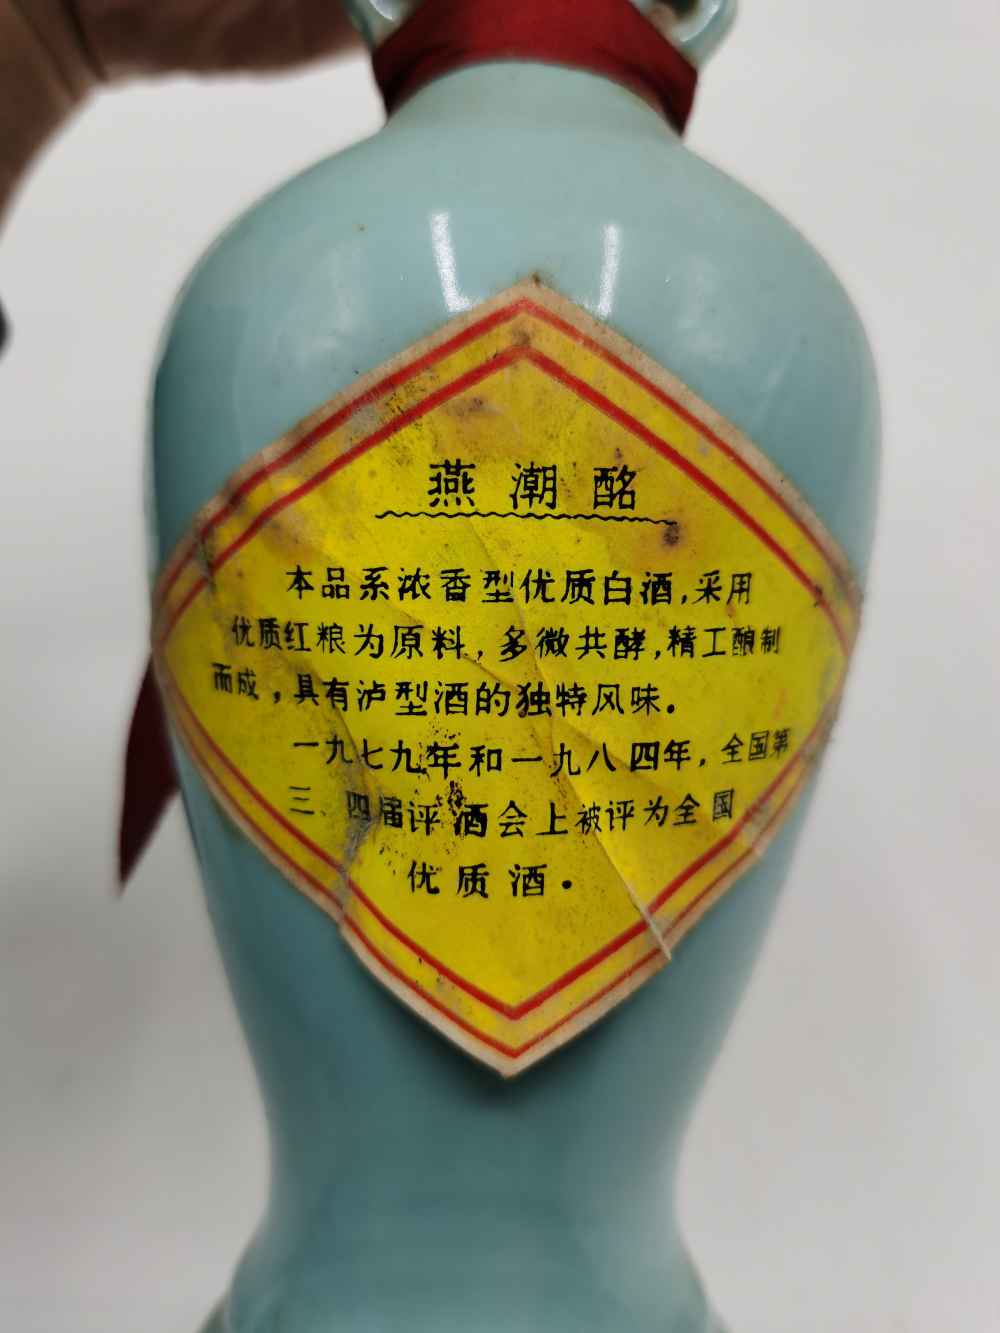 燕潮酩
本品系浓香型优质白酒,采用
优质红粮为原料,多微共酵,精工酿制
而成,具有泸型酒的独特风味.
一九七九年和一九八四年,全国第
三、四届评酒会上被评为全国
优质酒.